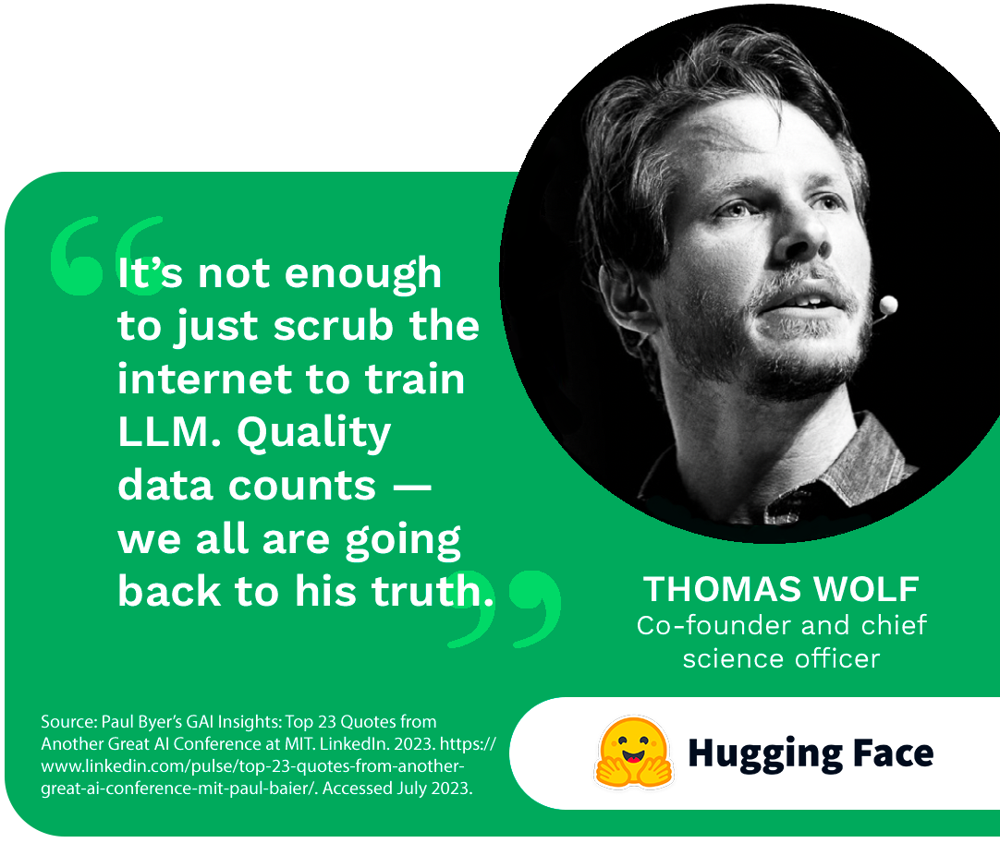 It’s not enough
to just scrub the
internet to train
LLM. Quality
data counts —
we all are going
back to his truth.
THOMAS WOLF
Co-founder and chief
science officer
Source: Paul Byer’s GAI Insights: Top 23 Quotes from
Another Great AI Conference at MIT. LinkedIn. 2023. https://
www.linkedin.com/pulse/top-23-quotes-from-another-
great-ai-conference-mit-paul-baier/. Accessed July 2023.
Hugging Face